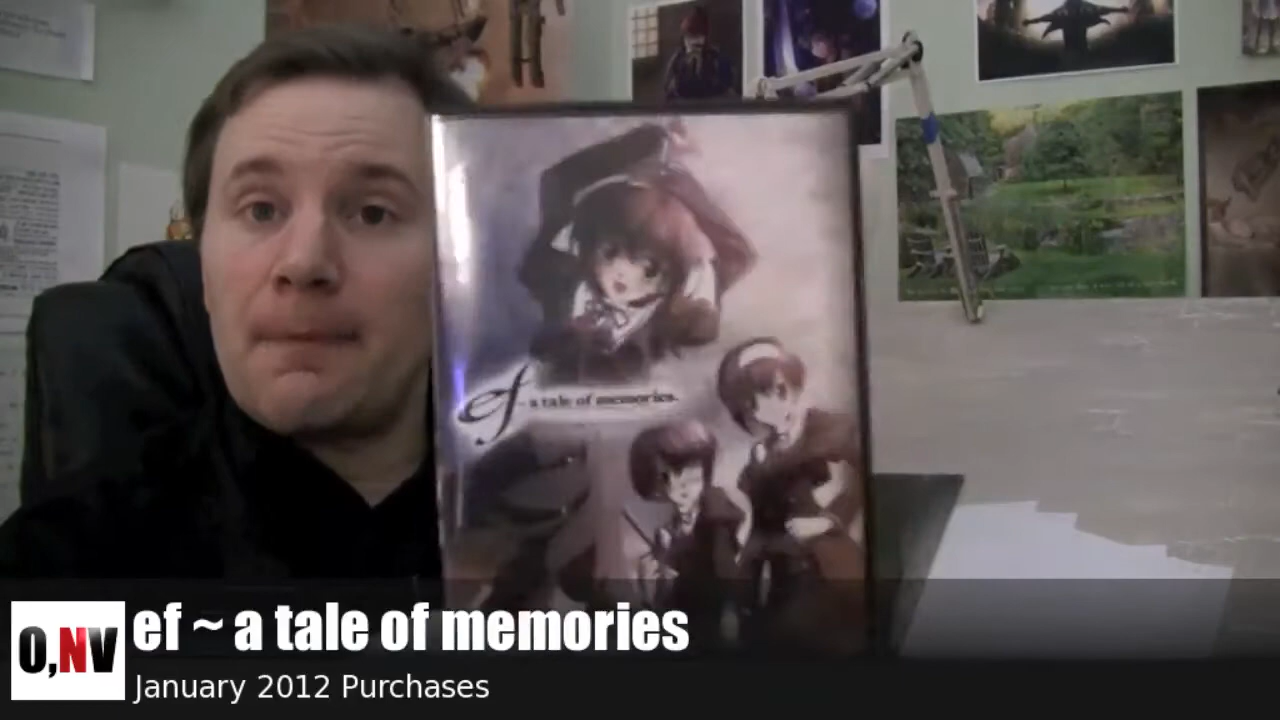 ef - a tale of memories.
O,NV
ef ~ a tale of memories
January 2012 Purchases